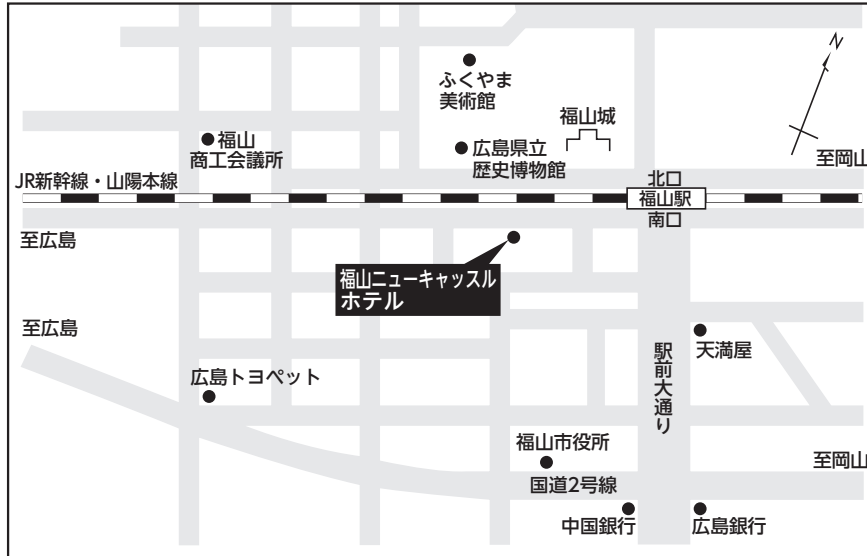 N
ふくやま
美術館
福山城
福山
商工会議所
広島県立
歴史博物館
至岡山
JR新幹線・山陽本線
北口
福山駅
南口
至広島
福山ニューキャッスル
ホテル
至広島
天満屋
駅前大通り
広島トヨペット
福山市役所
至岡山
国道2号線
中国銀行
広島銀行